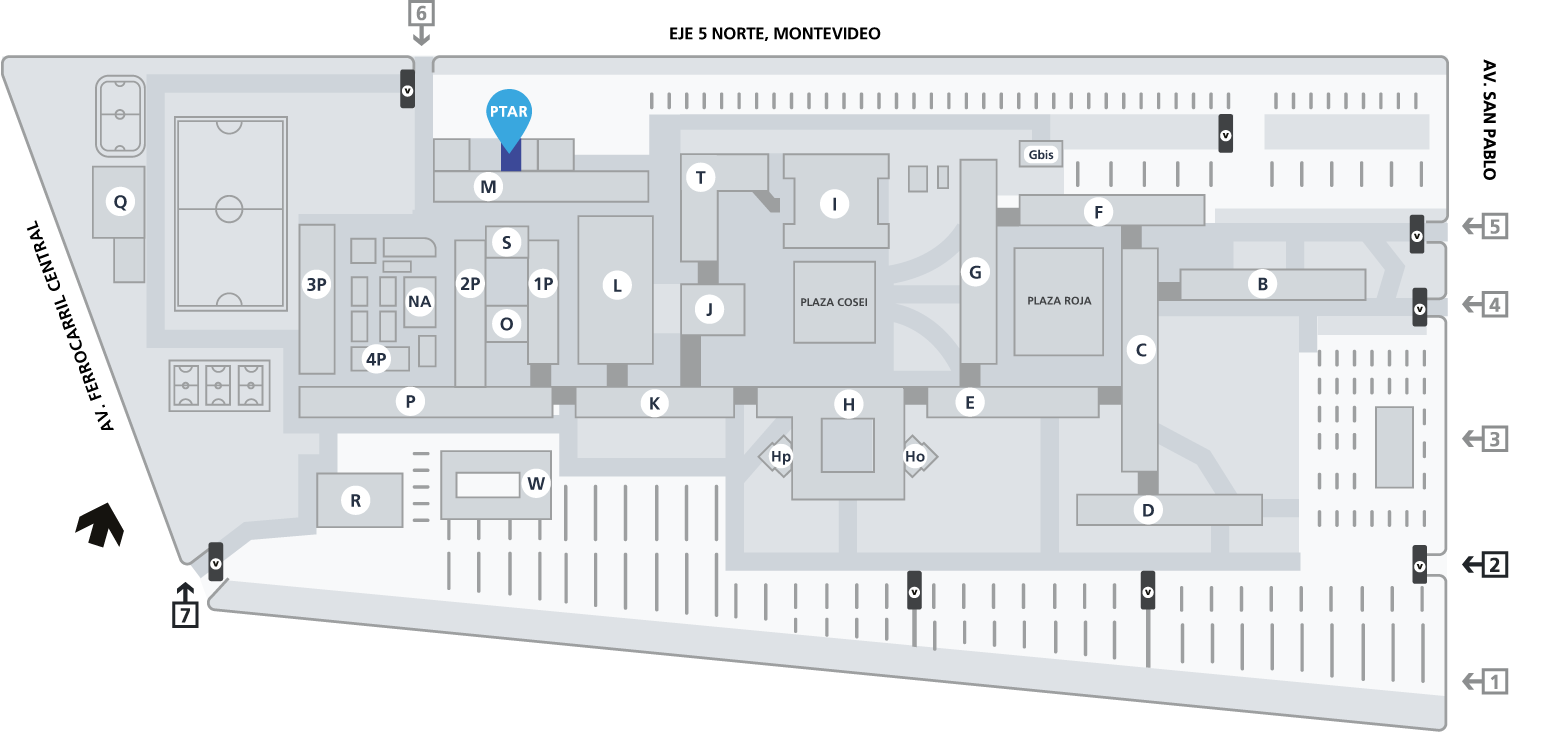 6
EJE 5 NORTE, MONTEVIDEO
AV. SAN PABLO
v
PTAR
v
Gbis
T
M
Q
I
F
5
v
S
3P
2P
1P
L
G
B
NA
J
PLAZA COSEI
PLAZA ROJA
4
v
O
AV. FERROCARRIL CENTRAL
4P
C
P
K
H
E
3
Hp
Ho
W
R
D
v
v
2
v
v
7
1